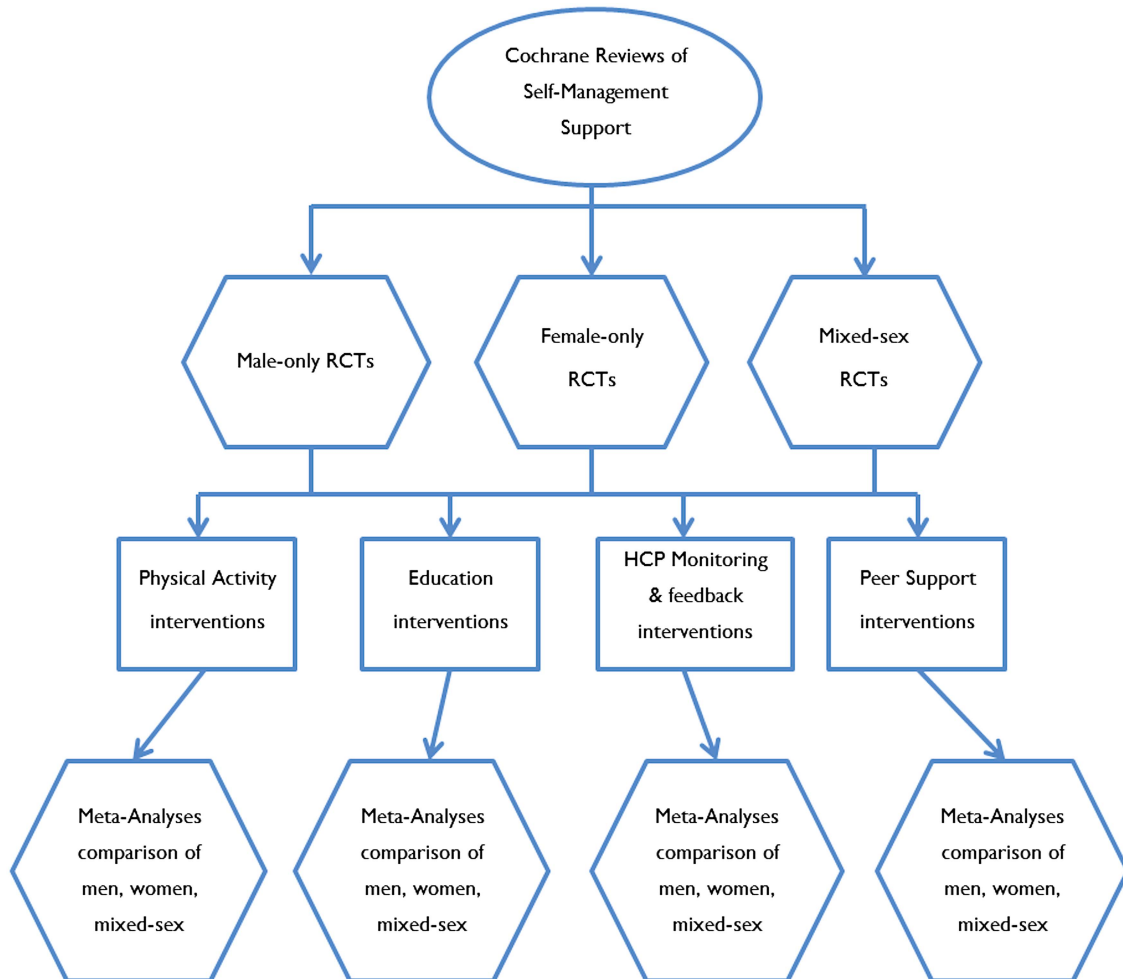 Cochrane Reviews of
Self-Management
Support
Male-only RCTs
Female-only
RCTs
Mixed-sex
RCTs
Physical Activity
interventions
Education
interventions
HCP Monitoring
& feedback
interventions
Peer Support
interventions
Meta-Analyses
comparison of
men, women,
mixed-sex
Meta-Analyses
comparison of
men, women,
mixed-sex
Meta-Analyses
comparison of
men, women,
mixed-sex
Meta-Analyses
comparison of
men, women,
mixed-sex